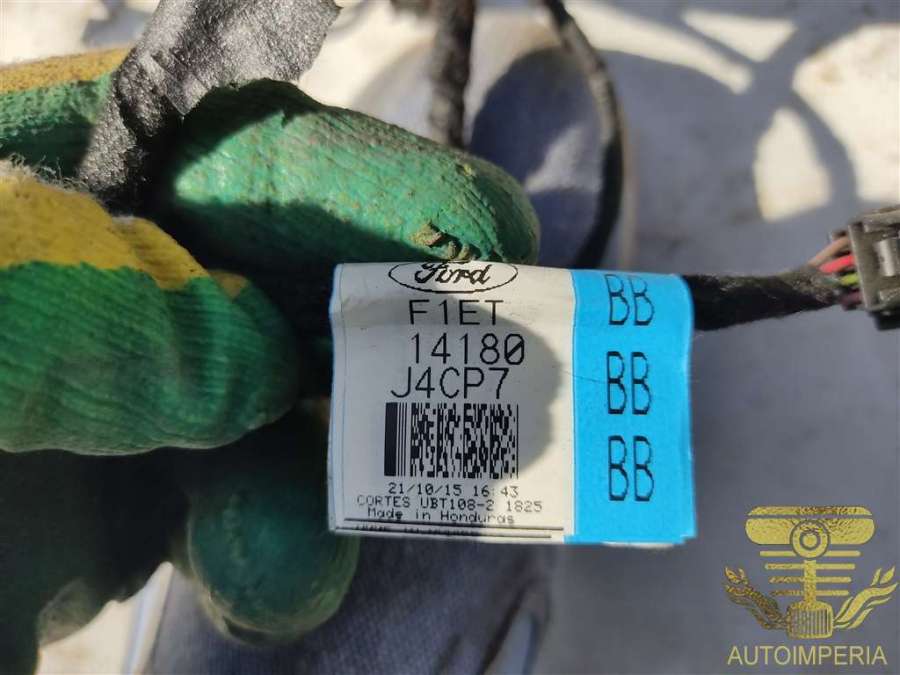 Ford
F1ET
14180
J4CP7
21/10/15 16:43
CORTES UBT108-2 1825
Made in Honduras
BB
BB
BB
AUTOIMPERIA